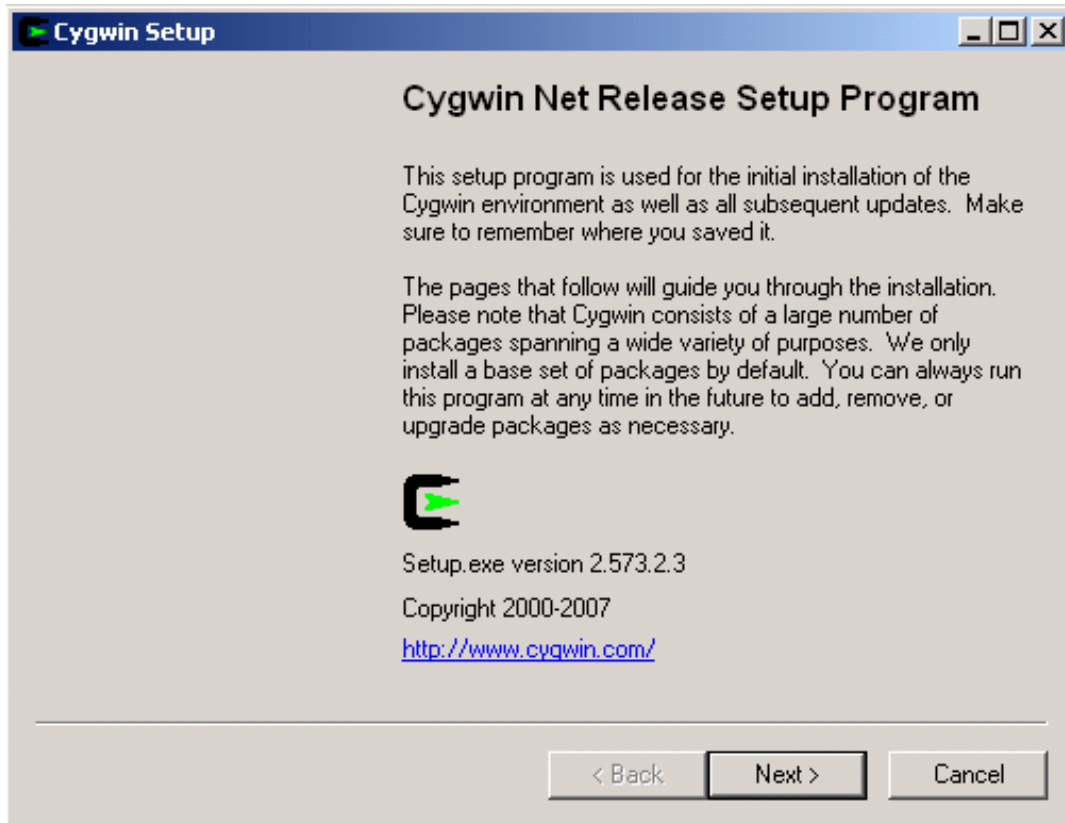 Cygwin Setup
Cygwin Net Release Setup Program
This setup program is used for the initial installation of the
Cygwin environment as well as all subsequent updates.  Make
sure to remember where you saved it.
The pages that follow will guide you through the installation.
Please note that Cygwin consists of a large number of
packages spanning a wide variety of purposes.  We only
install a base set of packages by default.  You can always run
this program at any time in the future to add, remove, or
upgrade packages as necessary.
Setup.exe version 2.573.2.3
Copyright 2000-2007
http://www.cygwin.com/
< Back
Next >
Cancel